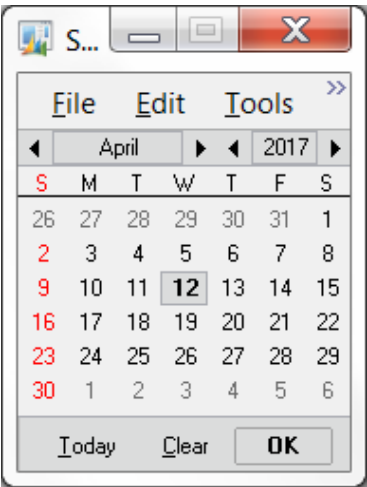 S...
File Edit Tools »
April 2017
S M T W T F S
26 27 28 29 30 31 1
2 3 4 5 6 7 8
9 10 11 12 13 14 15
16 17 18 19 20 21 22
23 24 25 26 27 28 29
30 1 2 3 4 5 6
Today Clear OK